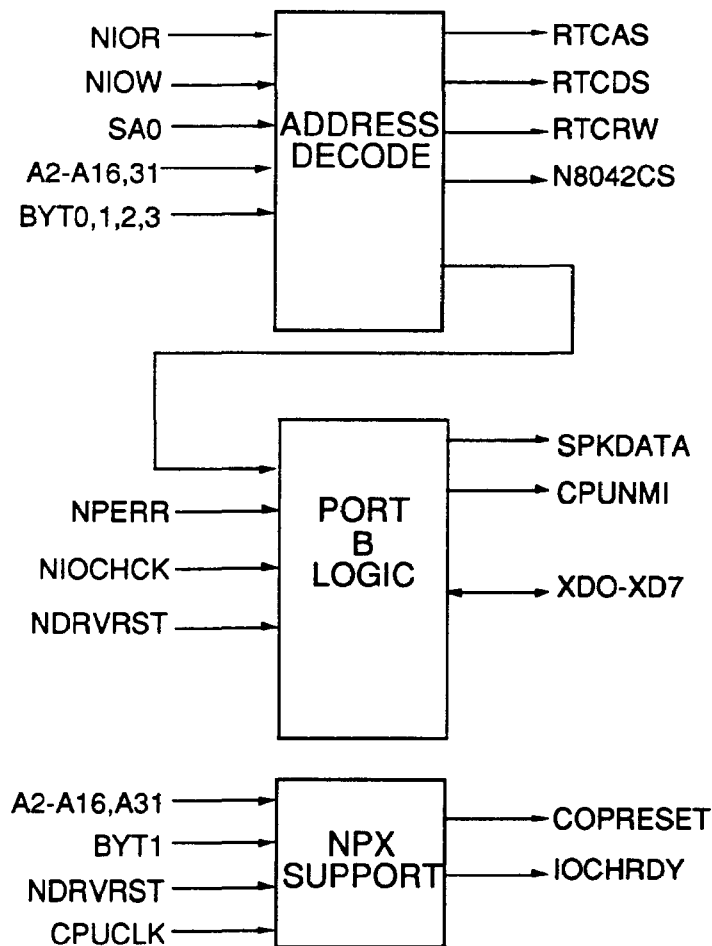 NIOR
NIOW
SA0
A2-A16,31
BYT0,1,2,3
ADDRESS
DECODE
RTCAS
RTCDS
RTCRW
N8042CS
NPERR
NIOCHCK
NDRVRST
PORT
B
LOGIC
SPKDATA
CPUNMI
XDO-XD7
A2-A16,A31
BYT1
NDRVRST
CPUCLK
NPX
SUPPORT
COPRESET
IOCHRDY